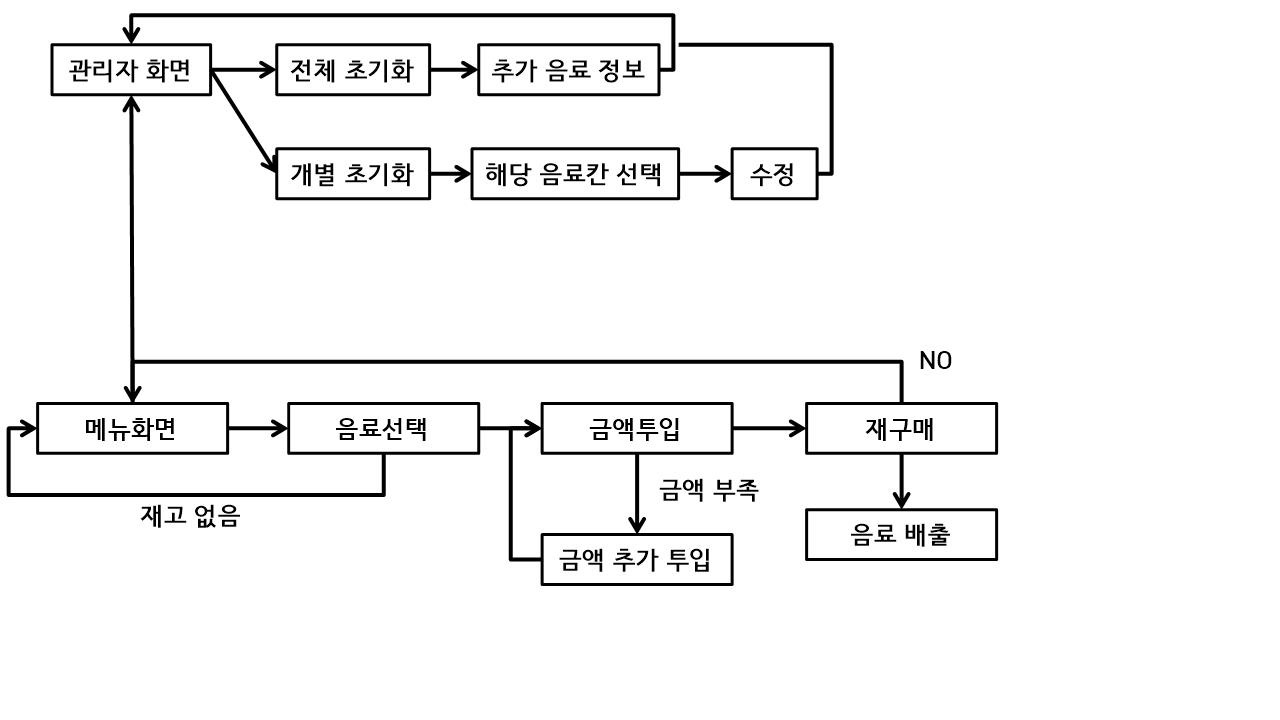 관리자 화면
전체 초기화
추가 음료 정보
개별 초기화
해당 음료칸 선택
수정
NO
메뉴화면
음료선택
금액투입
재구매
재고 없음
금액 부족
음료 배출
금액 추가 투입